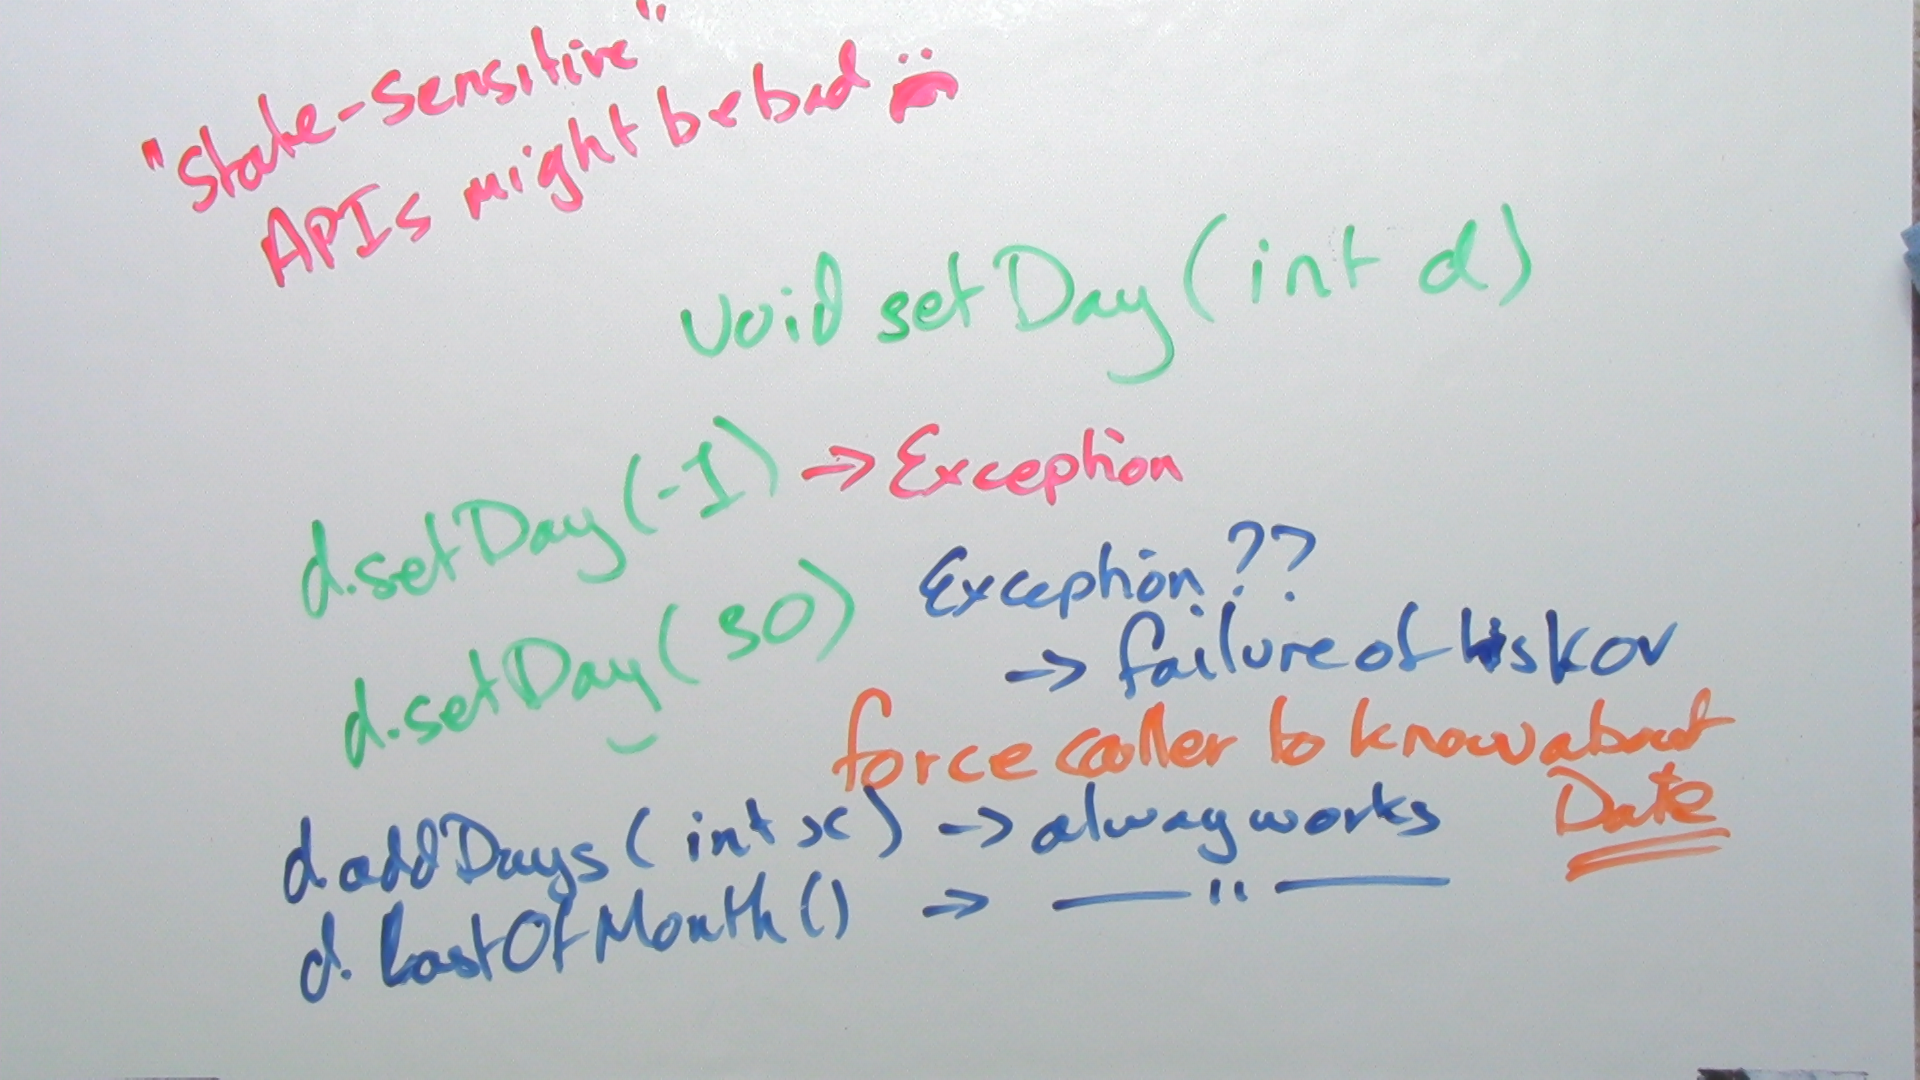 "State-Sensitive"
APIs might be bad
void setDay(int d)
d.setDay(-1) → Exception
d.setDay(30) Exception??
→ failure of Liskov
force caller to know about
Date
d.addDays(int x) → alway works
d.LastOfMonth() → — " —